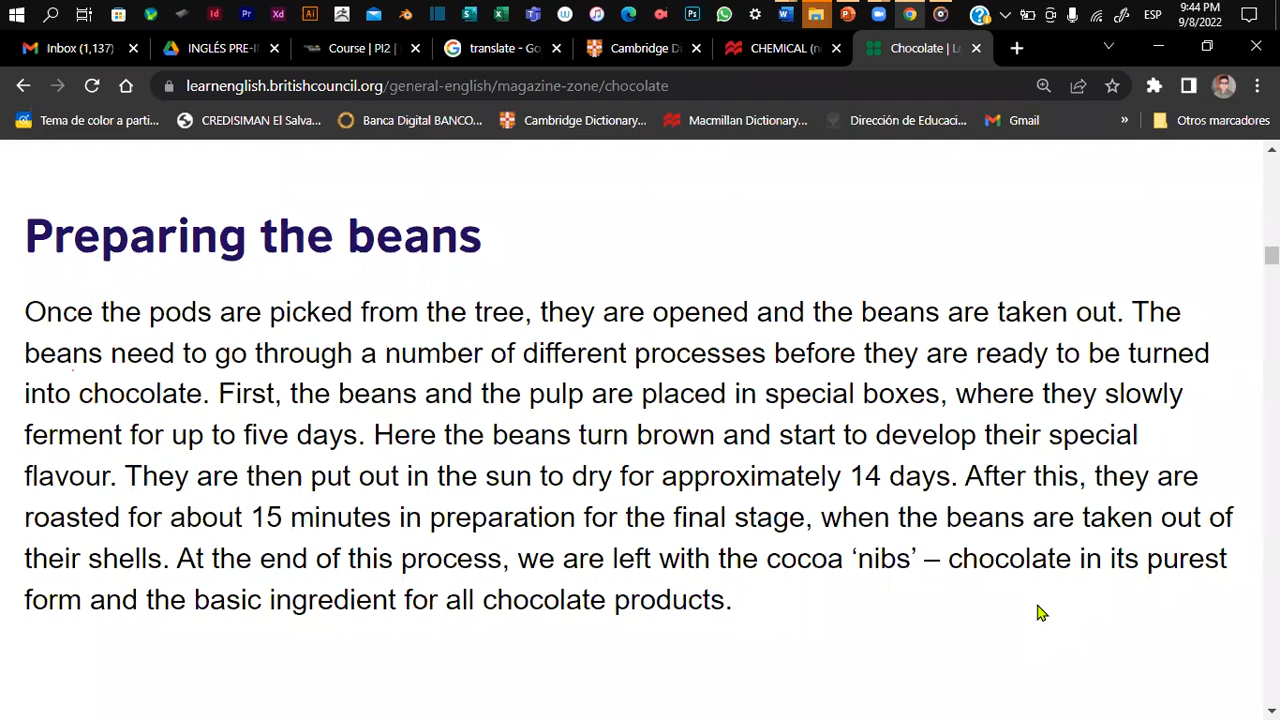 9:44 PM
ESP
9/8/2022
Inbox (1,137)
INGLÉS PRE-I
Course | PI2 |
translate - Go
Cambridge D
CHEMICAL (n
Chocolate | L
learnenglish.britishcouncil.org/general-english/magazine-zone/chocolate
Tema de color a parti...
CREDISIMAN El Salva...
Banca Digital BANCO...
Cambridge Dictionary...
Macmillan Dictionary...
Dirección de Educaci...
Gmail
»
Otros marcadores
Preparing the beans
Once the pods are picked from the tree, they are opened and the beans are taken out. The
beans need to go through a number of different processes before they are ready to be turned
into chocolate. First, the beans and the pulp are placed in special boxes, where they slowly
ferment for up to five days. Here the beans turn brown and start to develop their special
flavour. They are then put out in the sun to dry for approximately 14 days. After this, they are
roasted for about 15 minutes in preparation for the final stage, when the beans are taken out of
their shells. At the end of this process, we are left with the cocoa ‘nibs’ – chocolate in its purest
form and the basic ingredient for all chocolate products.